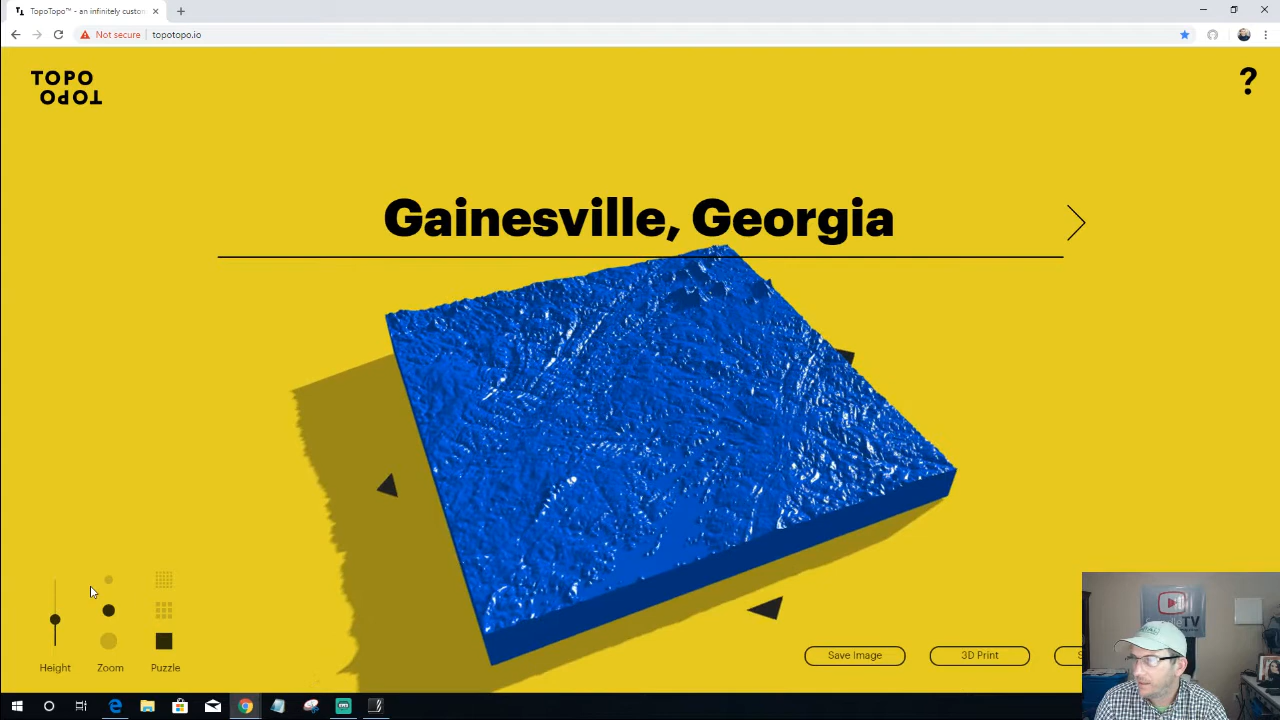 TopoTopo™ - an infinitely custom
Not secure | topotopo.io
TOPO
TOPO
?
Gainesville, Georgia
Height
Zoom
Puzzle
Save Image
3D Print
S
TV